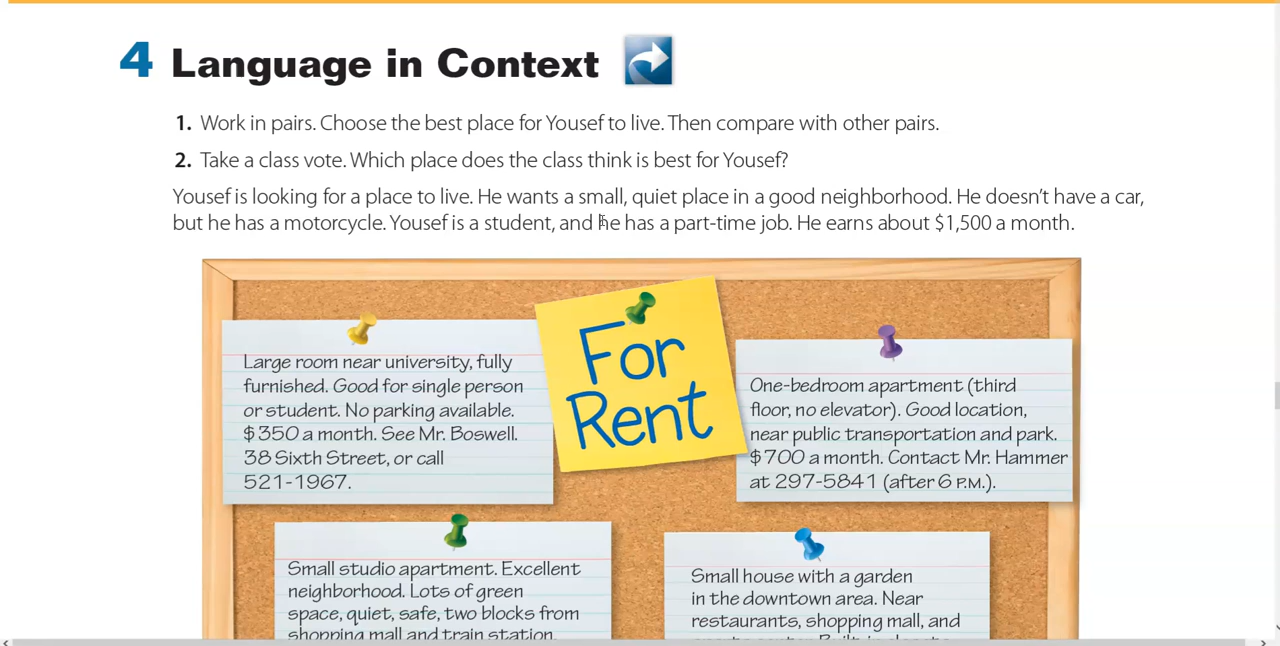 4 Language in Context
1. Work in pairs. Choose the best place for Yousef to live. Then compare with other pairs.
2. Take a class vote. Which place does the class think is best for Yousef?
Yousef is looking for a place to live. He wants a small, quiet place in a good neighborhood. He doesn't have a car,
but he has a motorcycle. Yousef is a student, and he has a part-time job. He earns about $1,500 a month.
For
Rent
Large room near university, fully
furnished. Good for single person
or student. No parking available.
$350 a month. See Mr. Boswell.
38 Sixth Street, or call
521-1967.
One-bedroom apartment (third
floor, no elevator). Good location,
near public transportation and park.
$700 a month. Contact Mr. Hammer
at 297-5841 (after 6 P.M.).
Small studio apartment. Excellent
neighborhood. Lots of green
space, quiet, safe, two blocks from
shopping mall and train station.
Small house with a garden
in the downtown area. Near
restaurants, shopping mall, and